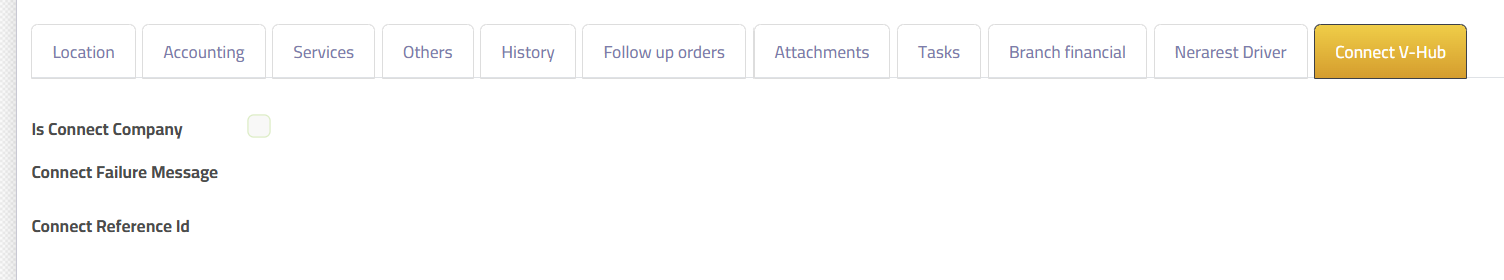 Location Accounting Services Others History Follow up orders Attachments Tasks Branch financial Nerarest Driver Connect V-Hub
Is Connect Company
Connect Failure Message
Connect Reference Id